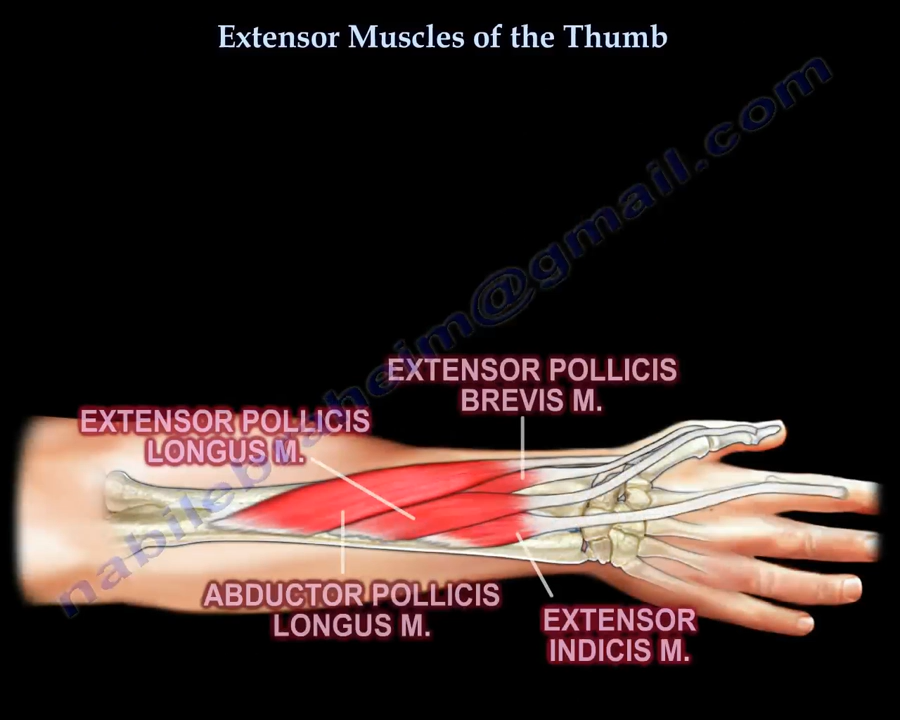 Extensor Muscles of the Thumb
nabilebraheim@gmail.com
EXTENSOR POLLICIS
BREVIS M.
EXTENSOR POLLICIS
LONGUS M.
ABDUCTOR POLLICIS
LONGUS M.
EXTENSOR
INDICIS M.